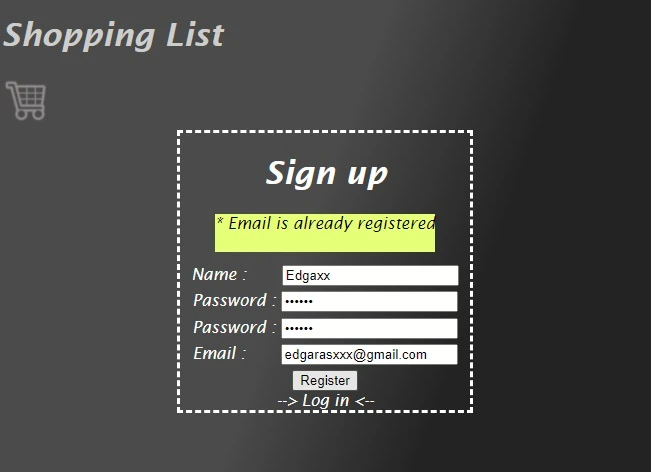 Shopping List
Sign up
* Email is already registered
Name : Edgaxx
Password : ••••••
Password : ••••••
Email : edgarasxxx@gmail.com
Register
--> Log in <--